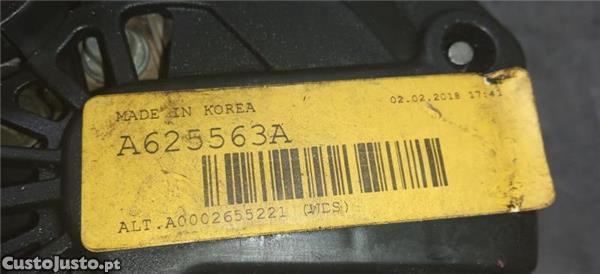 MADE IN KOREA
02.02.2018 17:41
A625563A
ALT.A0002655221 (WDS)
CustoJusto.pt